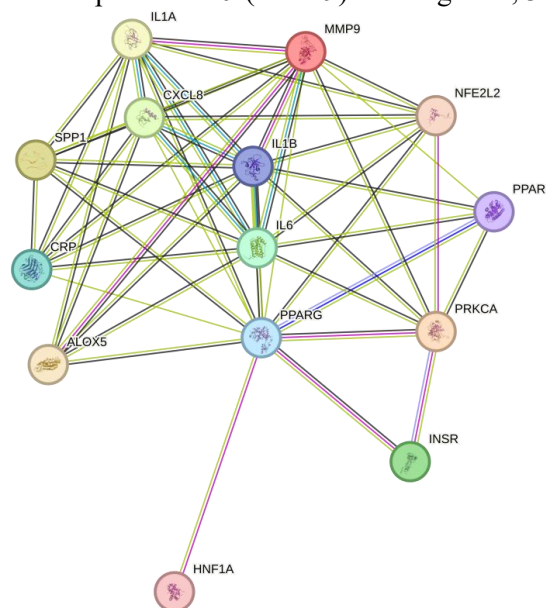 IL1A
MMP9
NFE2L2
CXCL8
SPP1
IL1B
PPAR
IL6
CRP
PPARG
PRKCA
ALOX5
INSR
HNF1A